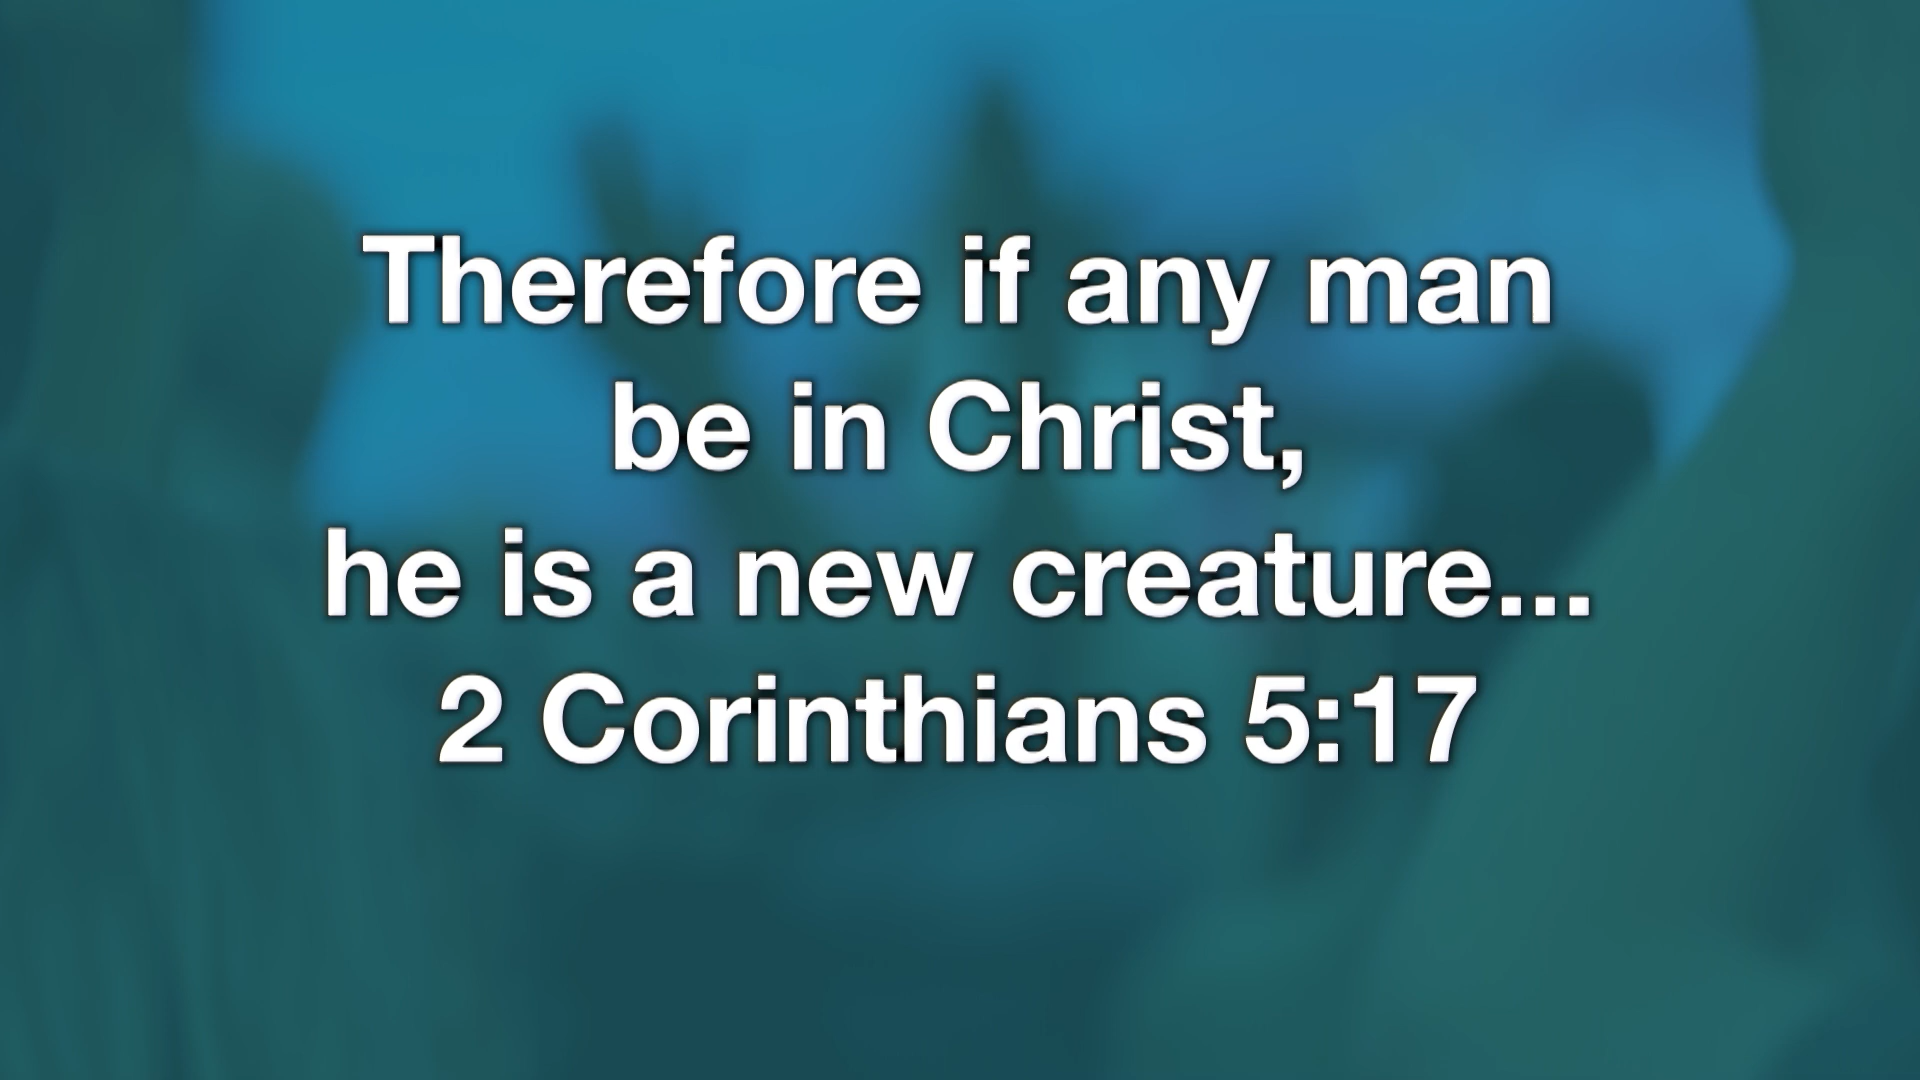 Therefore if any man
be in Christ,
he is a new creature...
2 Corinthians 5:17